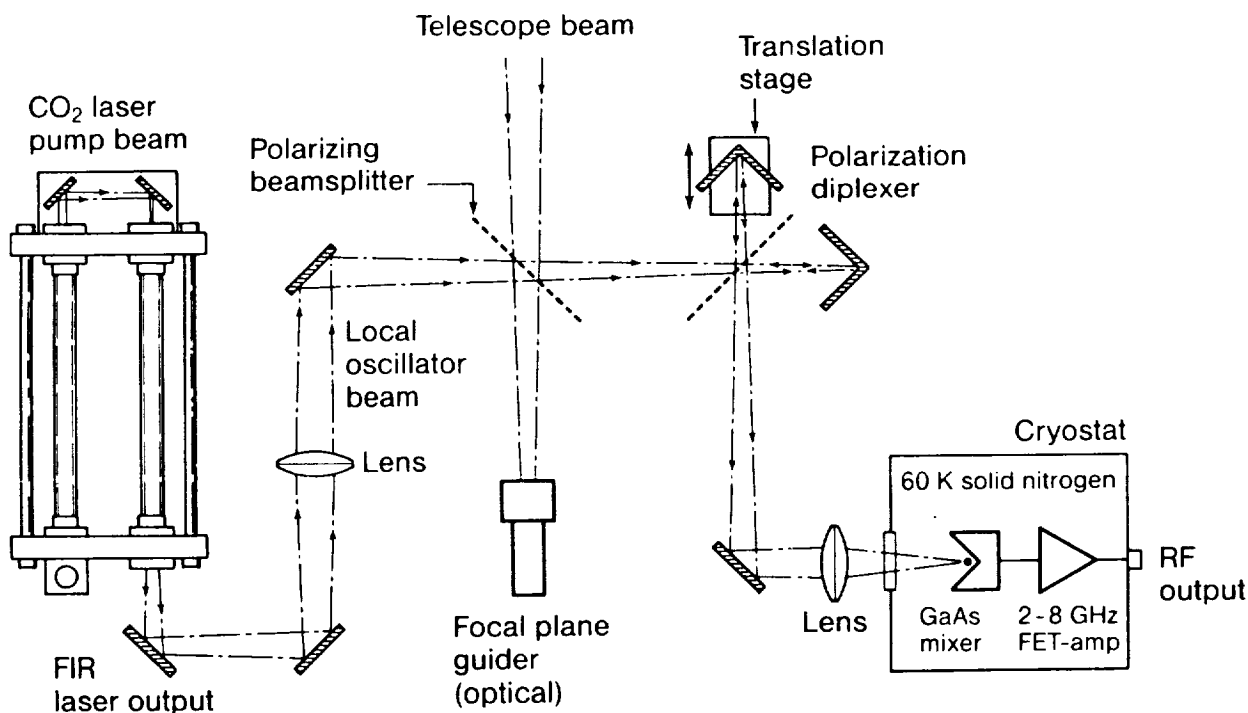 Telescope beam
Translation
stage
CO₂ laser
pump beam
Polarizing
beamsplitter
Polarization
diplexer
Local
oscillator
beam
Lens
Cryostat
60 K solid nitrogen
RF
output
GaAs
mixer
2-8 GHz
FET-amp
Lens
Focal plane
guider
(optical)
FIR
laser output